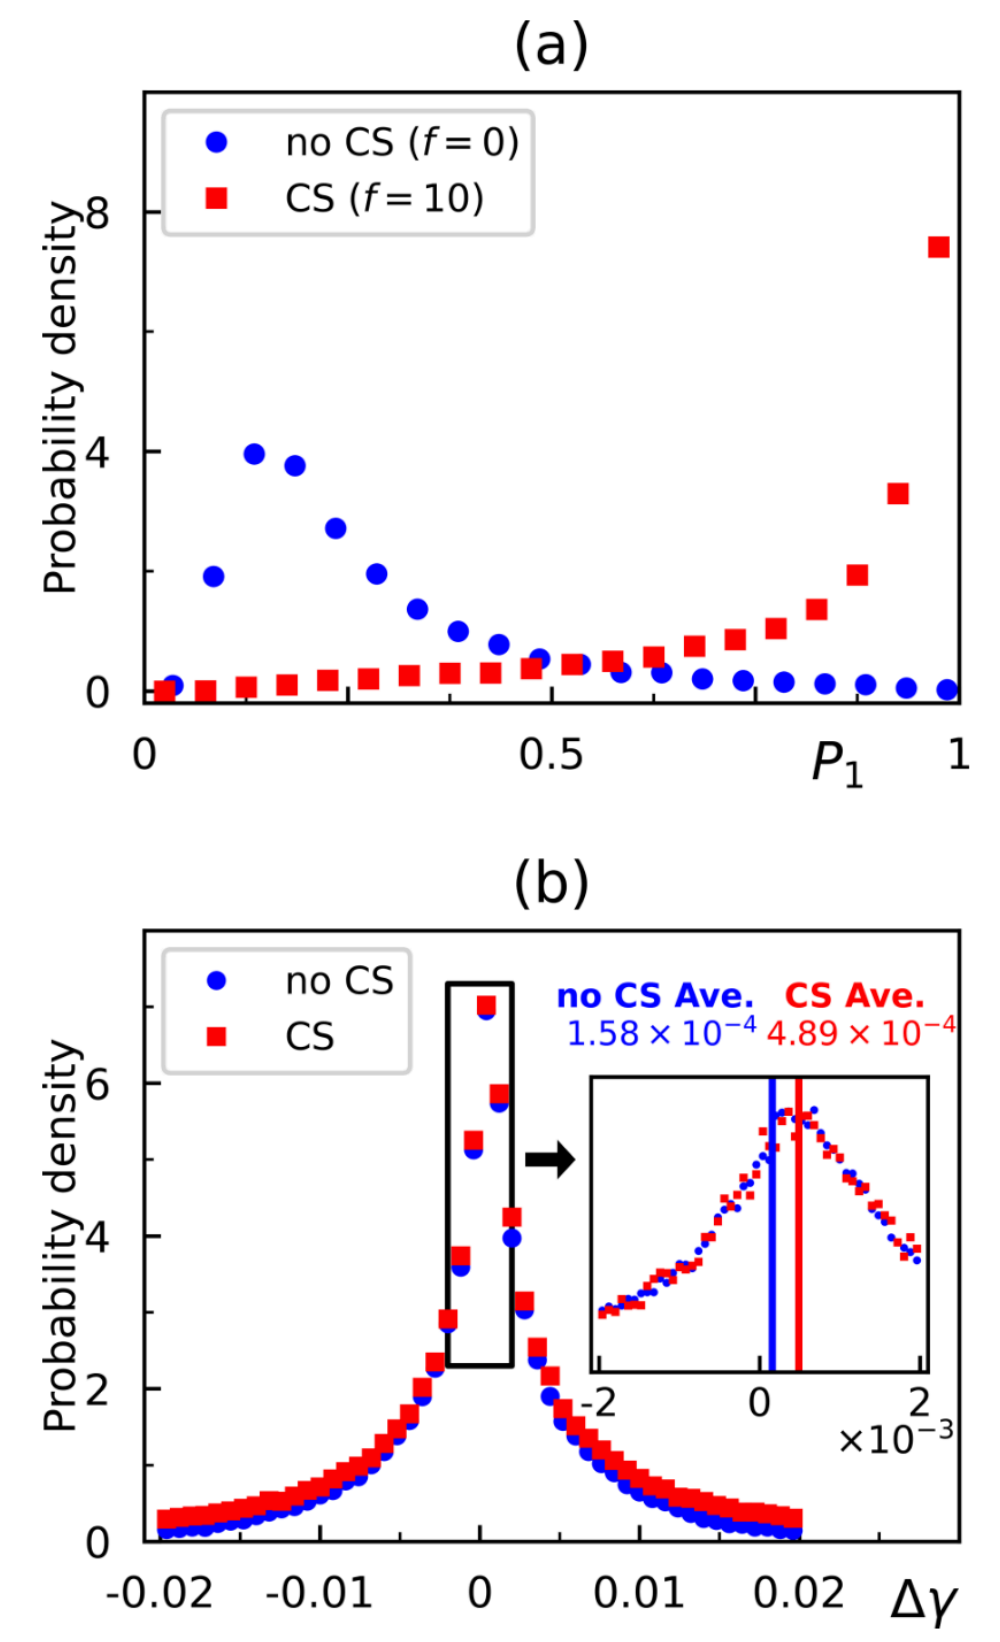 (a)
no CS (f = 0)
CS (f = 10)
Probability density
8
4
0
0 0.5 P₁ 1
(b)
no CS
CS
no CS Ave. CS Ave.
1.58 × 10⁻⁴ 4.89 × 10⁻⁴
Probability density
6
4
2
0
-2 0 2
×10⁻³
-0.02 -0.01 0 0.01 0.02 Δγ